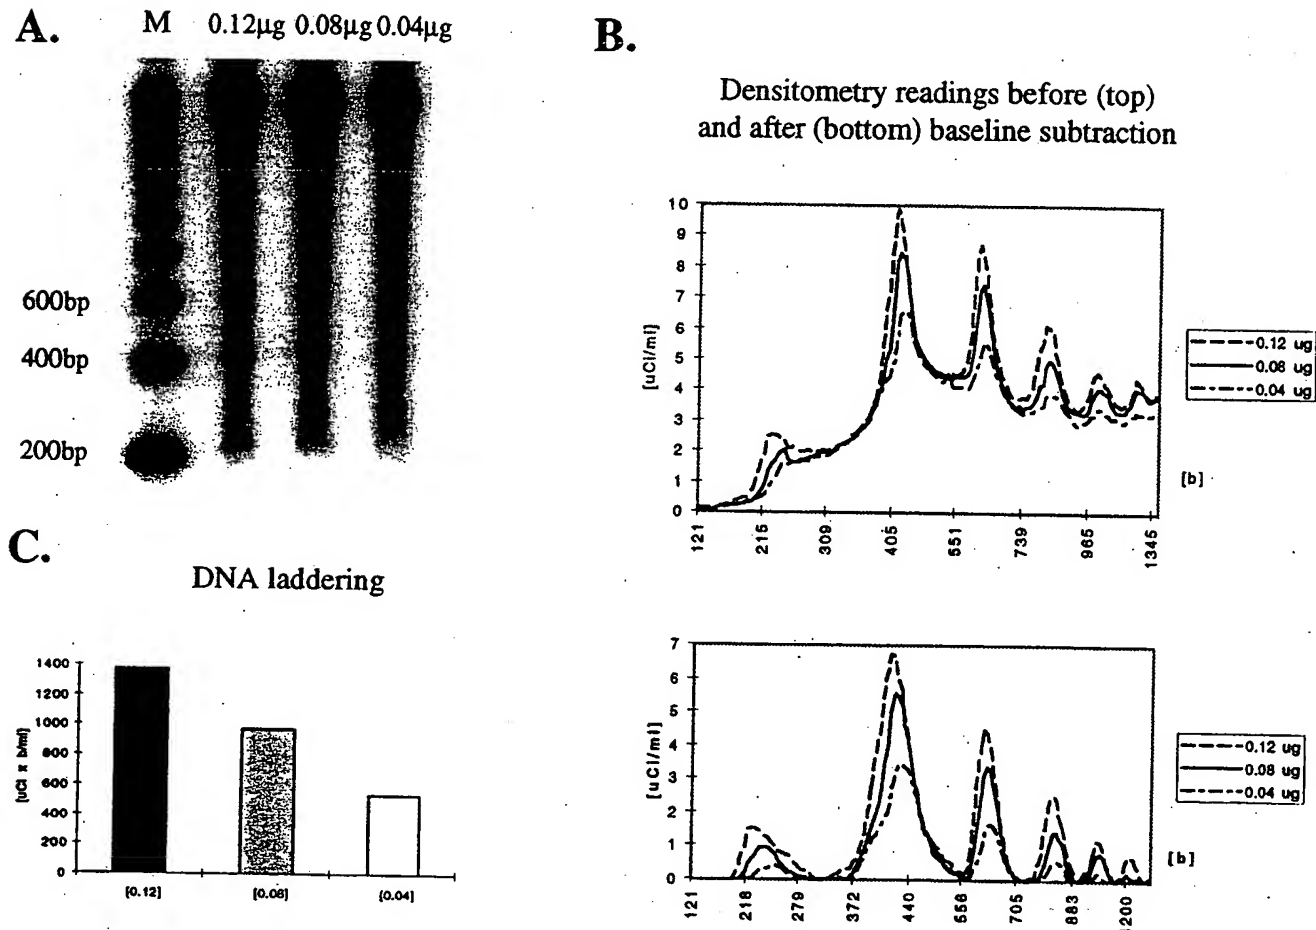 A.
M 0.12µg 0.08µg 0.04µg
600bp
400bp
200bp
B.
Densitometry readings before (top)
and after (bottom) baseline subtraction
[uCi/ml]
10
9
8
7
6
5
4
3
2
1
0
121
215
309
405
551
739
965
1345
0.12 ug
0.08 ug
0.04 ug
[b]
C.
DNA laddering
[uCi x b/ml]
1400
1200
1000
800
600
400
200
0
[0.12]
[0.08]
[0.04]
[uCi/ml]
7
6
5
4
3
2
1
0
121
218
279
372
440
556
705
883
1200
0.12 ug
0.08 ug
0.04 ug
[b]